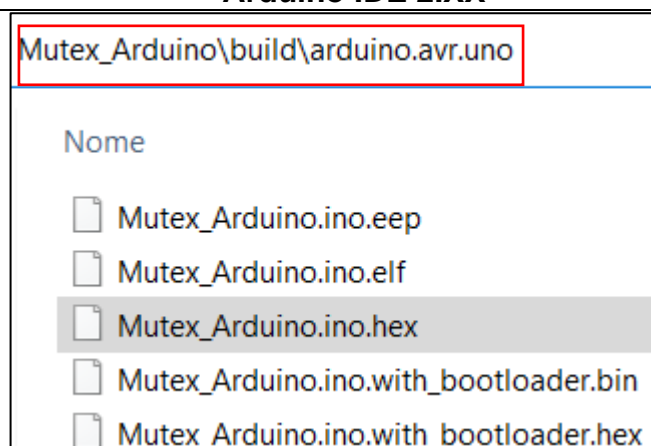 Arduino IDE 2.xx
Mutex_Arduino\build\arduino.avr.uno
Nome
Mutex_Arduino.ino.eep
Mutex_Arduino.ino.elf
Mutex_Arduino.ino.hex
Mutex_Arduino.ino.with_bootloader.bin
Mutex_Arduino.ino.with_bootloader.hex